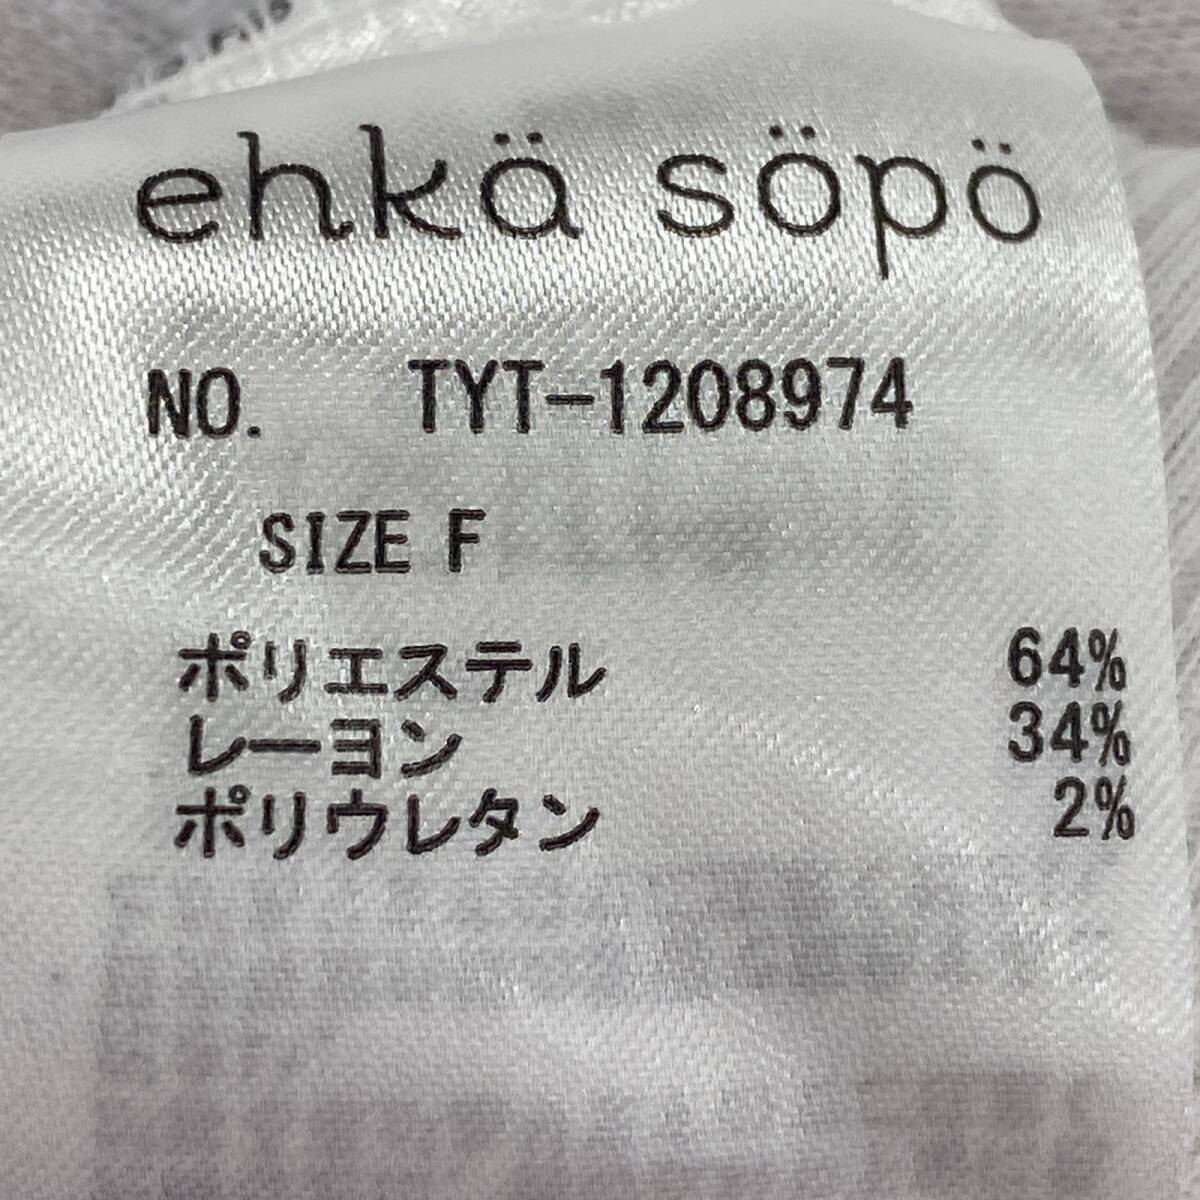 ehkä söpö
NO. TYT-1208974
SIZE F
ポリエステル 64%
レーヨン 34%
ポリウレタン 2%